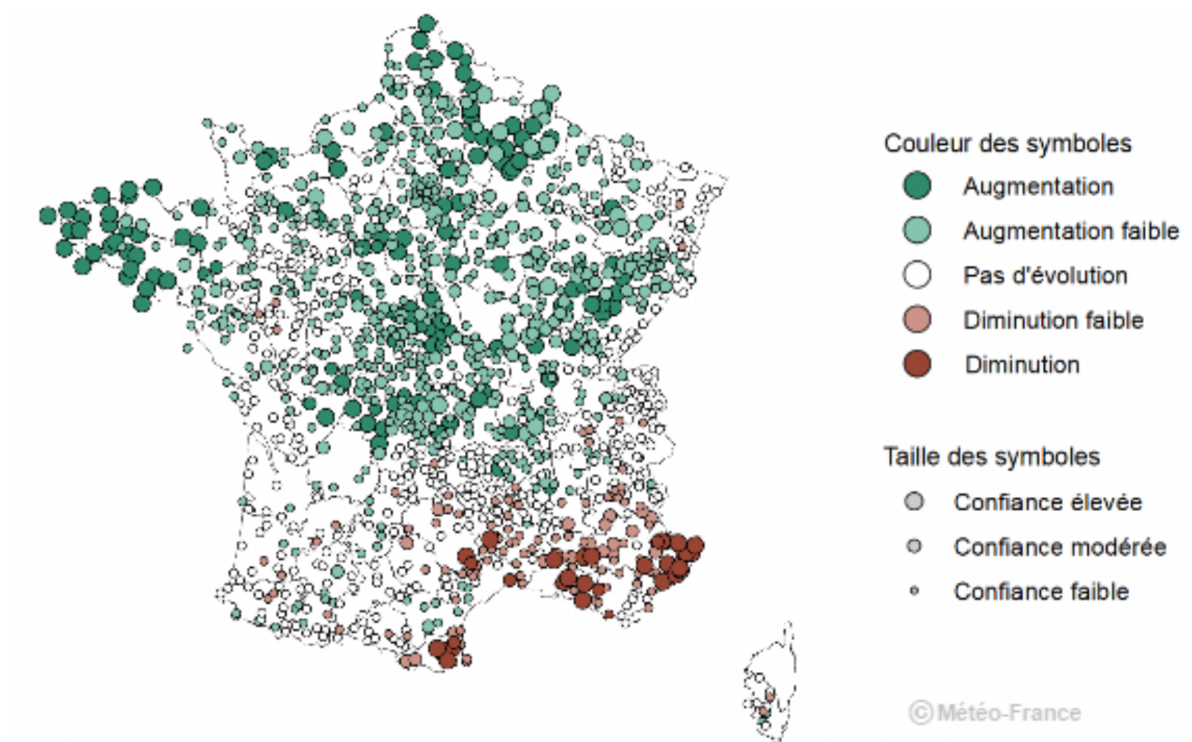 Couleur des symboles
Augmentation
Augmentation faible
Pas d'évolution
Diminution faible
Diminution
Taille des symboles
Confiance élevée
Confiance modérée
Confiance faible
© Météo-France